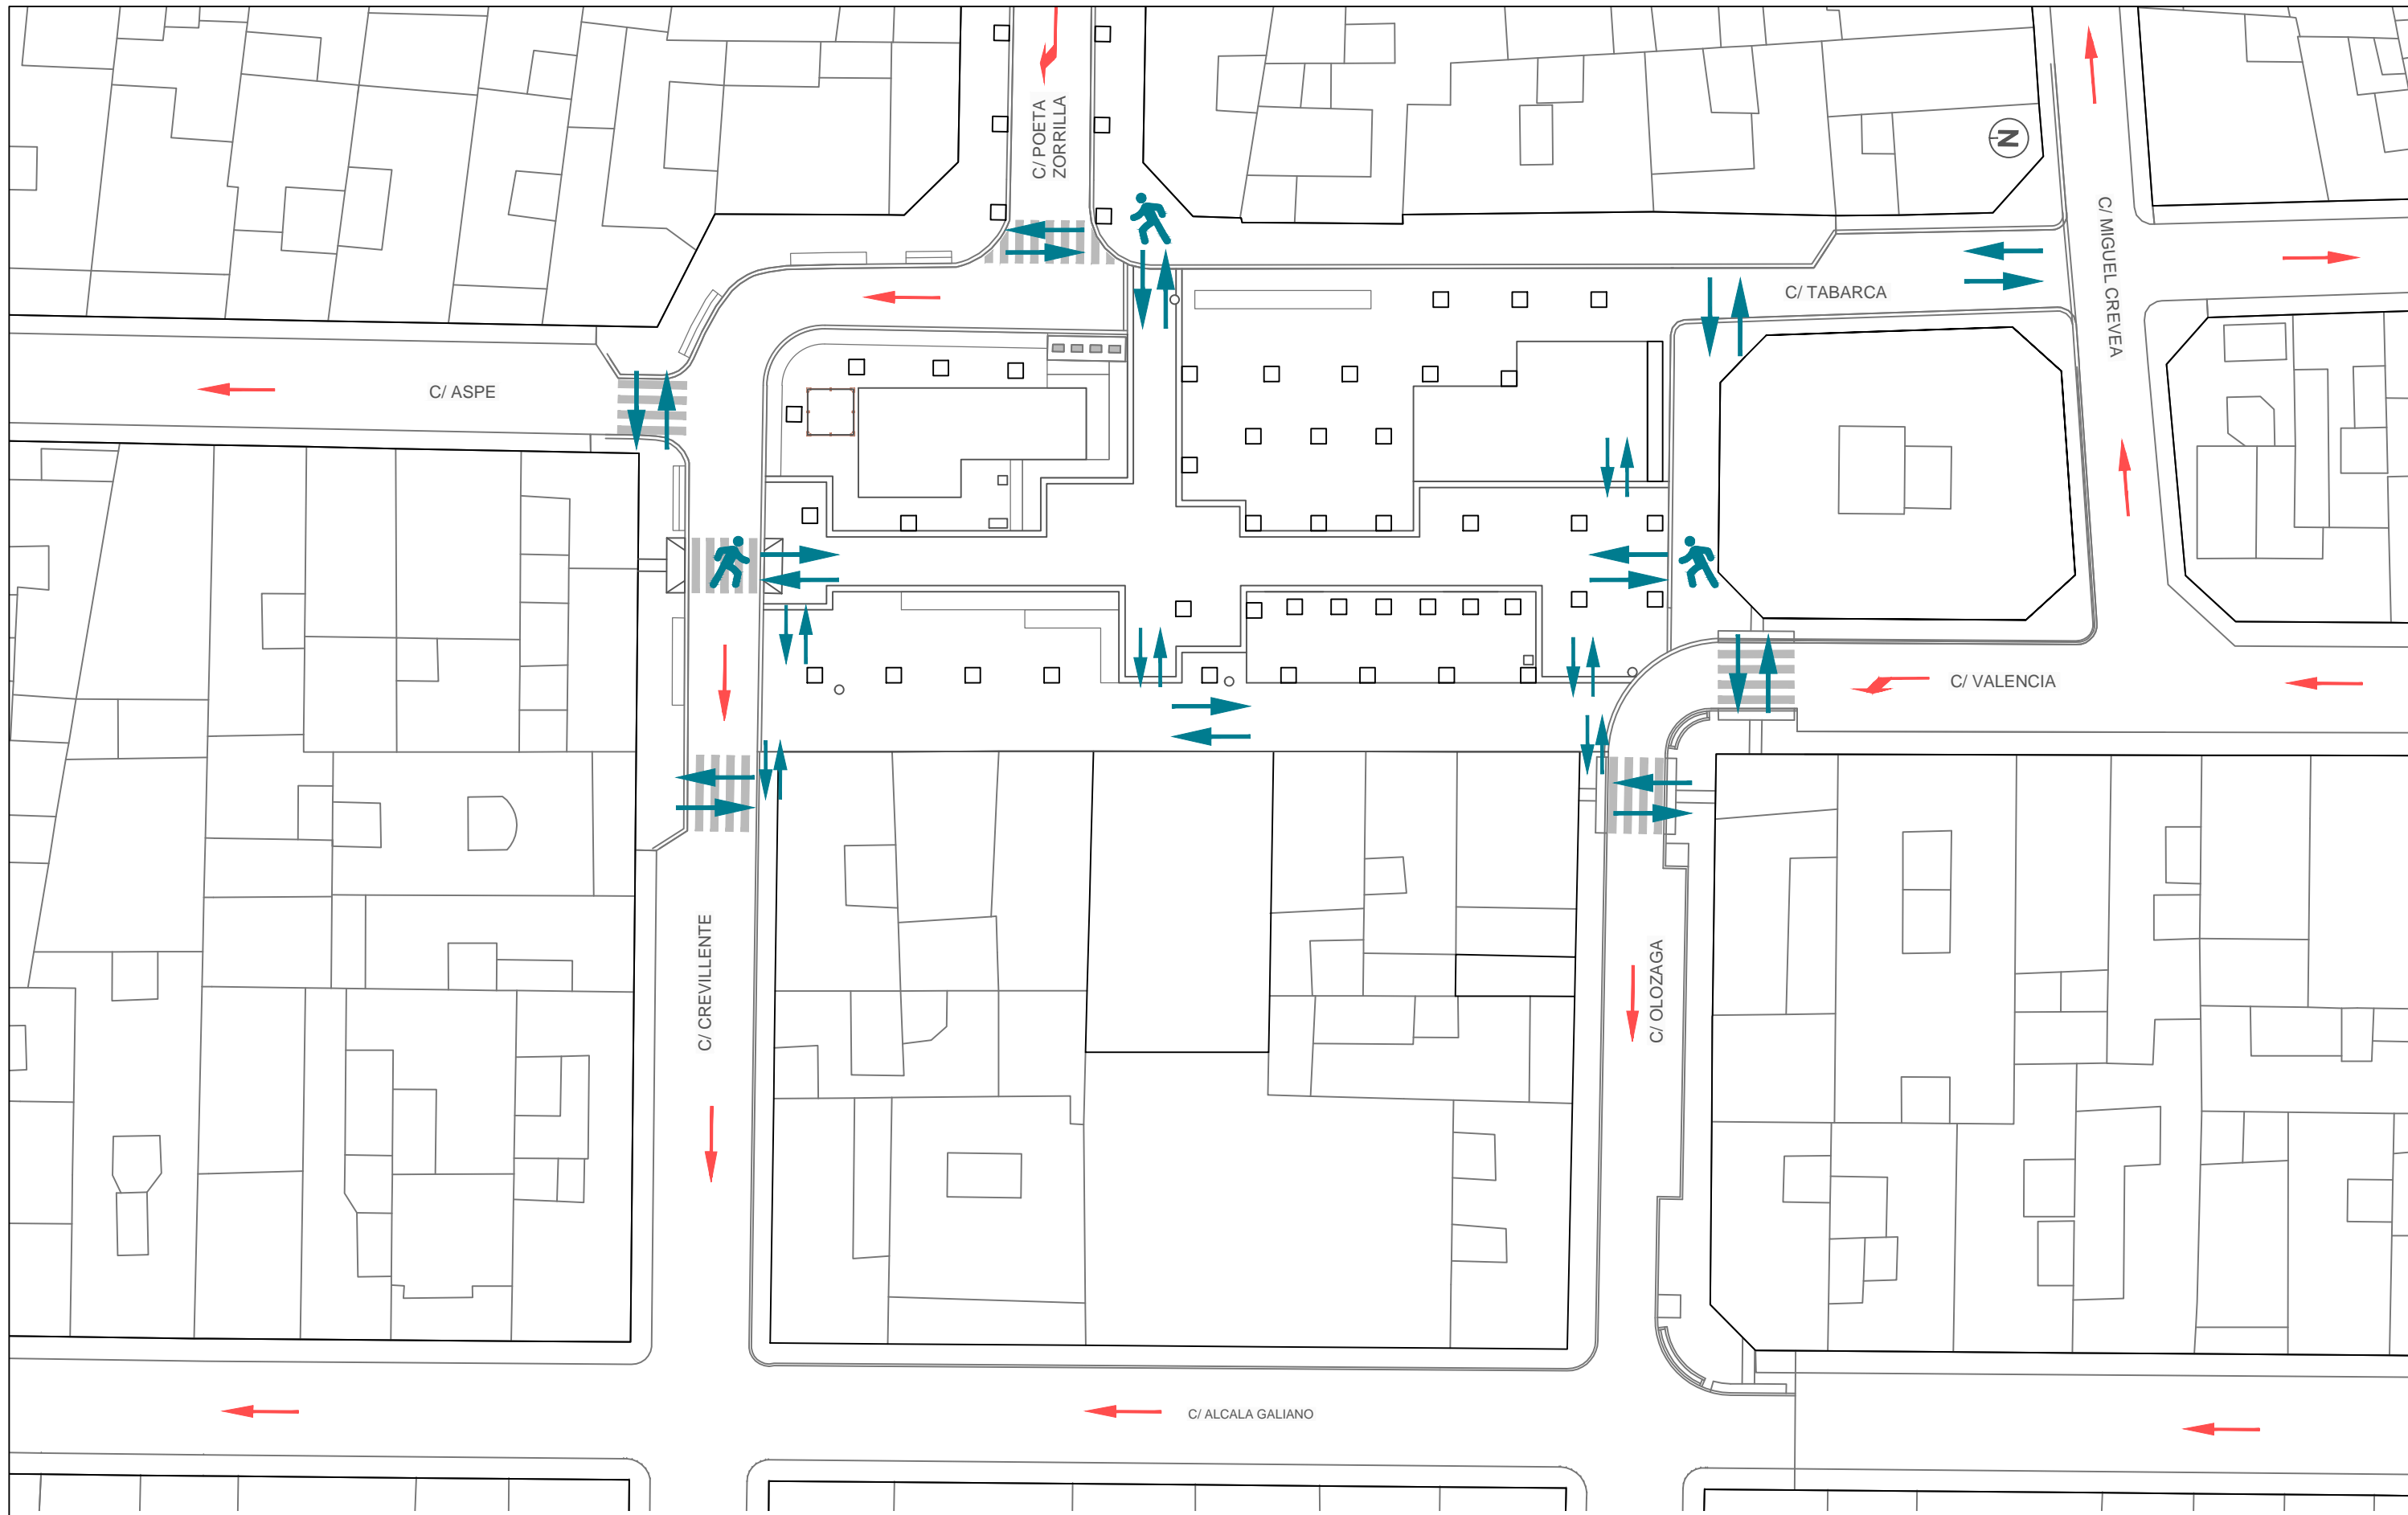 C/ POETA
ZORRILLA
N
C/ MIGUEL CREVEA
C/ TABARCA
C/ ASPE
C/ VALENCIA
C/ CREVILLENTE
C/ OLOZAGA
C/ ALCALA GALIANO